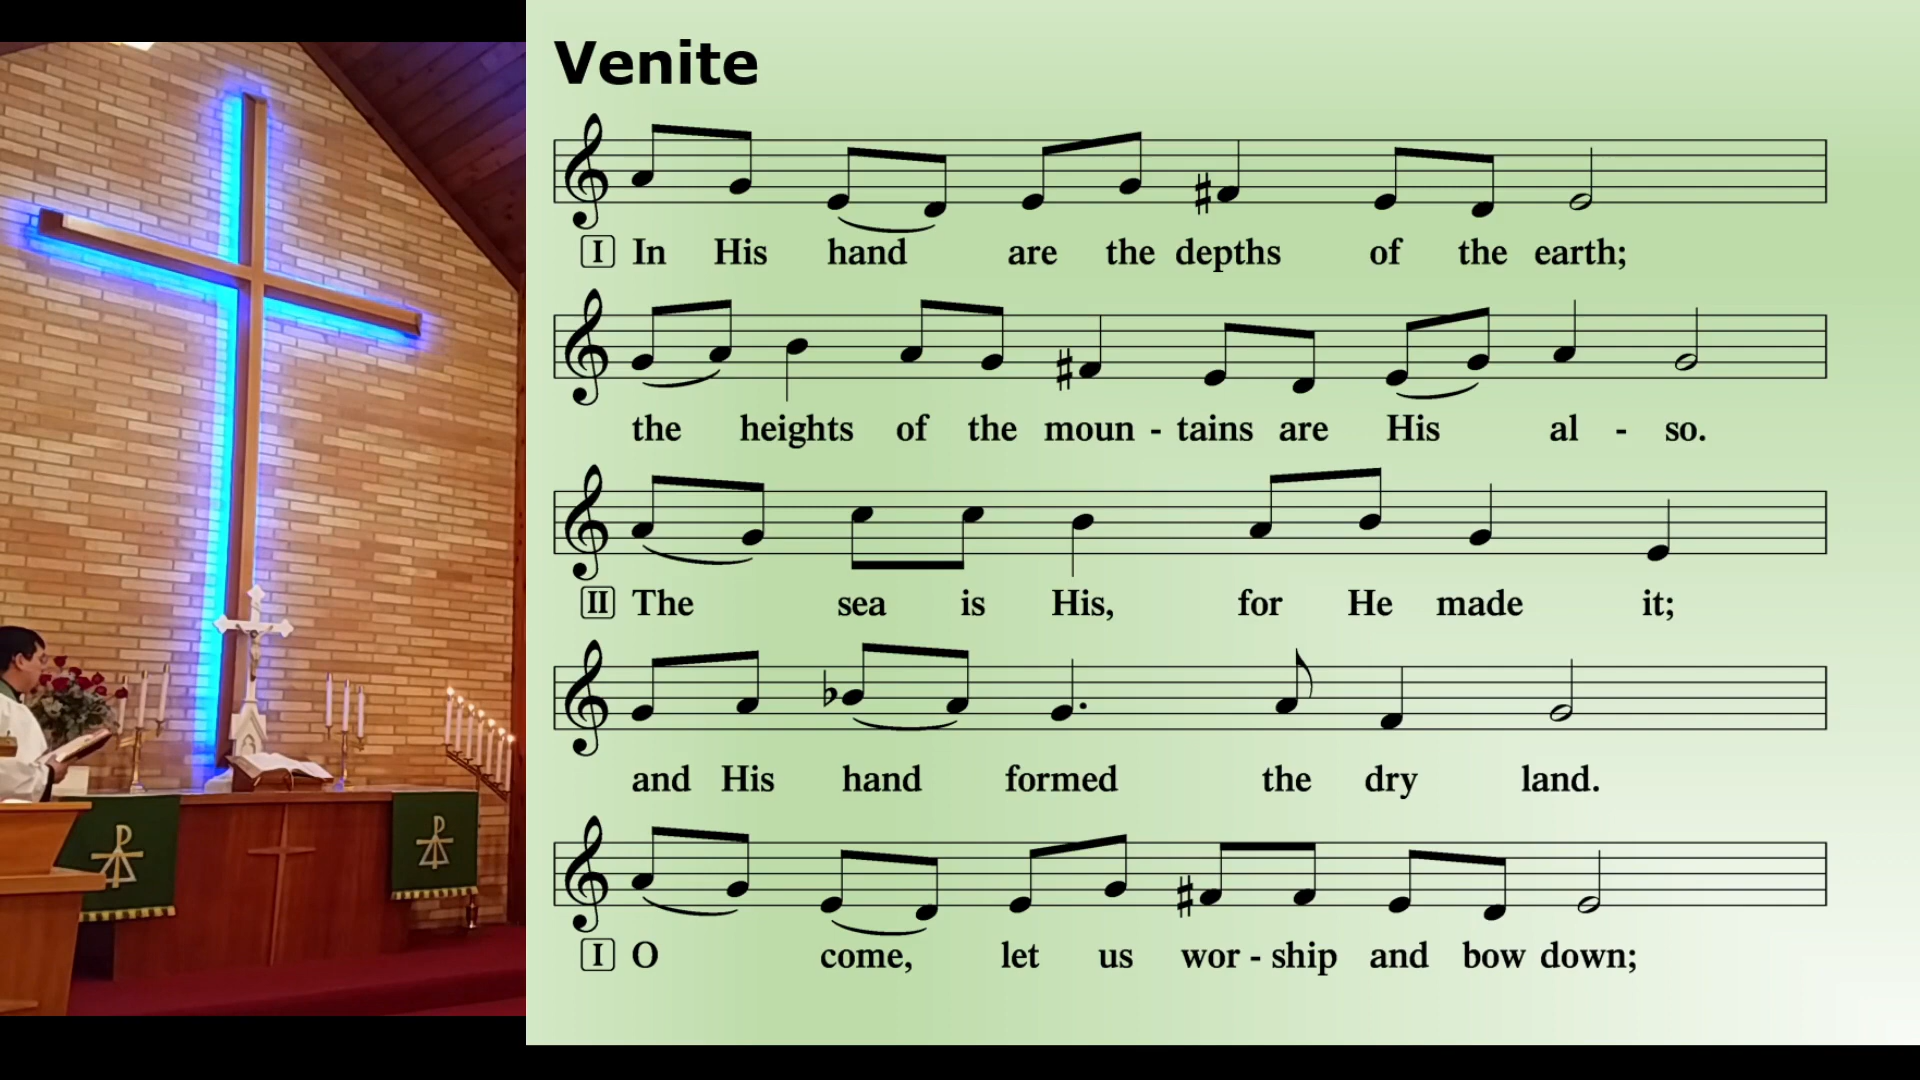 Venite
I In His hand are the depths of the earth;
the heights of the moun - tains are His al - so.
II The sea is His, for He made it;
and His hand formed the dry land.
I O come, let us wor - ship and bow down;